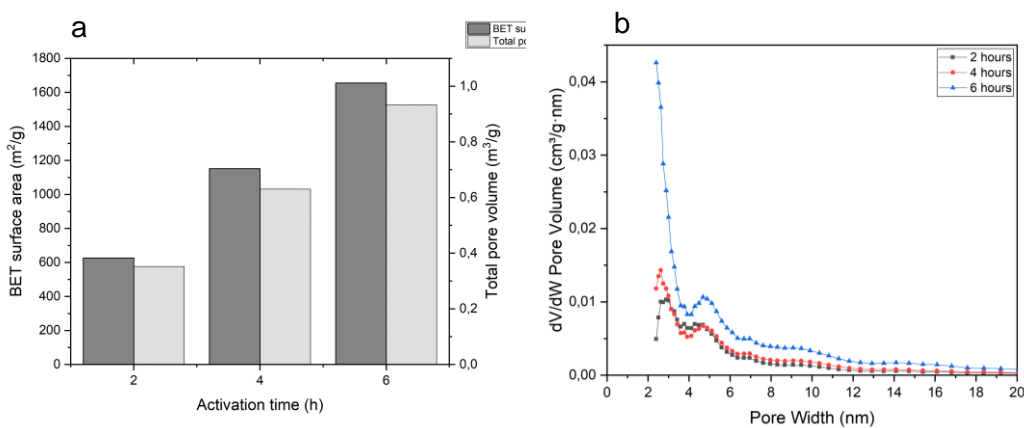 a
BET su
Total po
1800
1600
1400
1200
1000
800
600
400
200
0
BET surface area (m²/g)
1,0
0,8
0,6
0,4
0,2
0,0
Total pore volume (m³/g)
2 4 6
Activation time (h)
b
2 hours
4 hours
6 hours
0,04
0,03
0,02
0,01
0,00
dV/dW Pore Volume (cm³/g·nm)
0 2 4 6 8 10 12 14 16 18 20
Pore Width (nm)